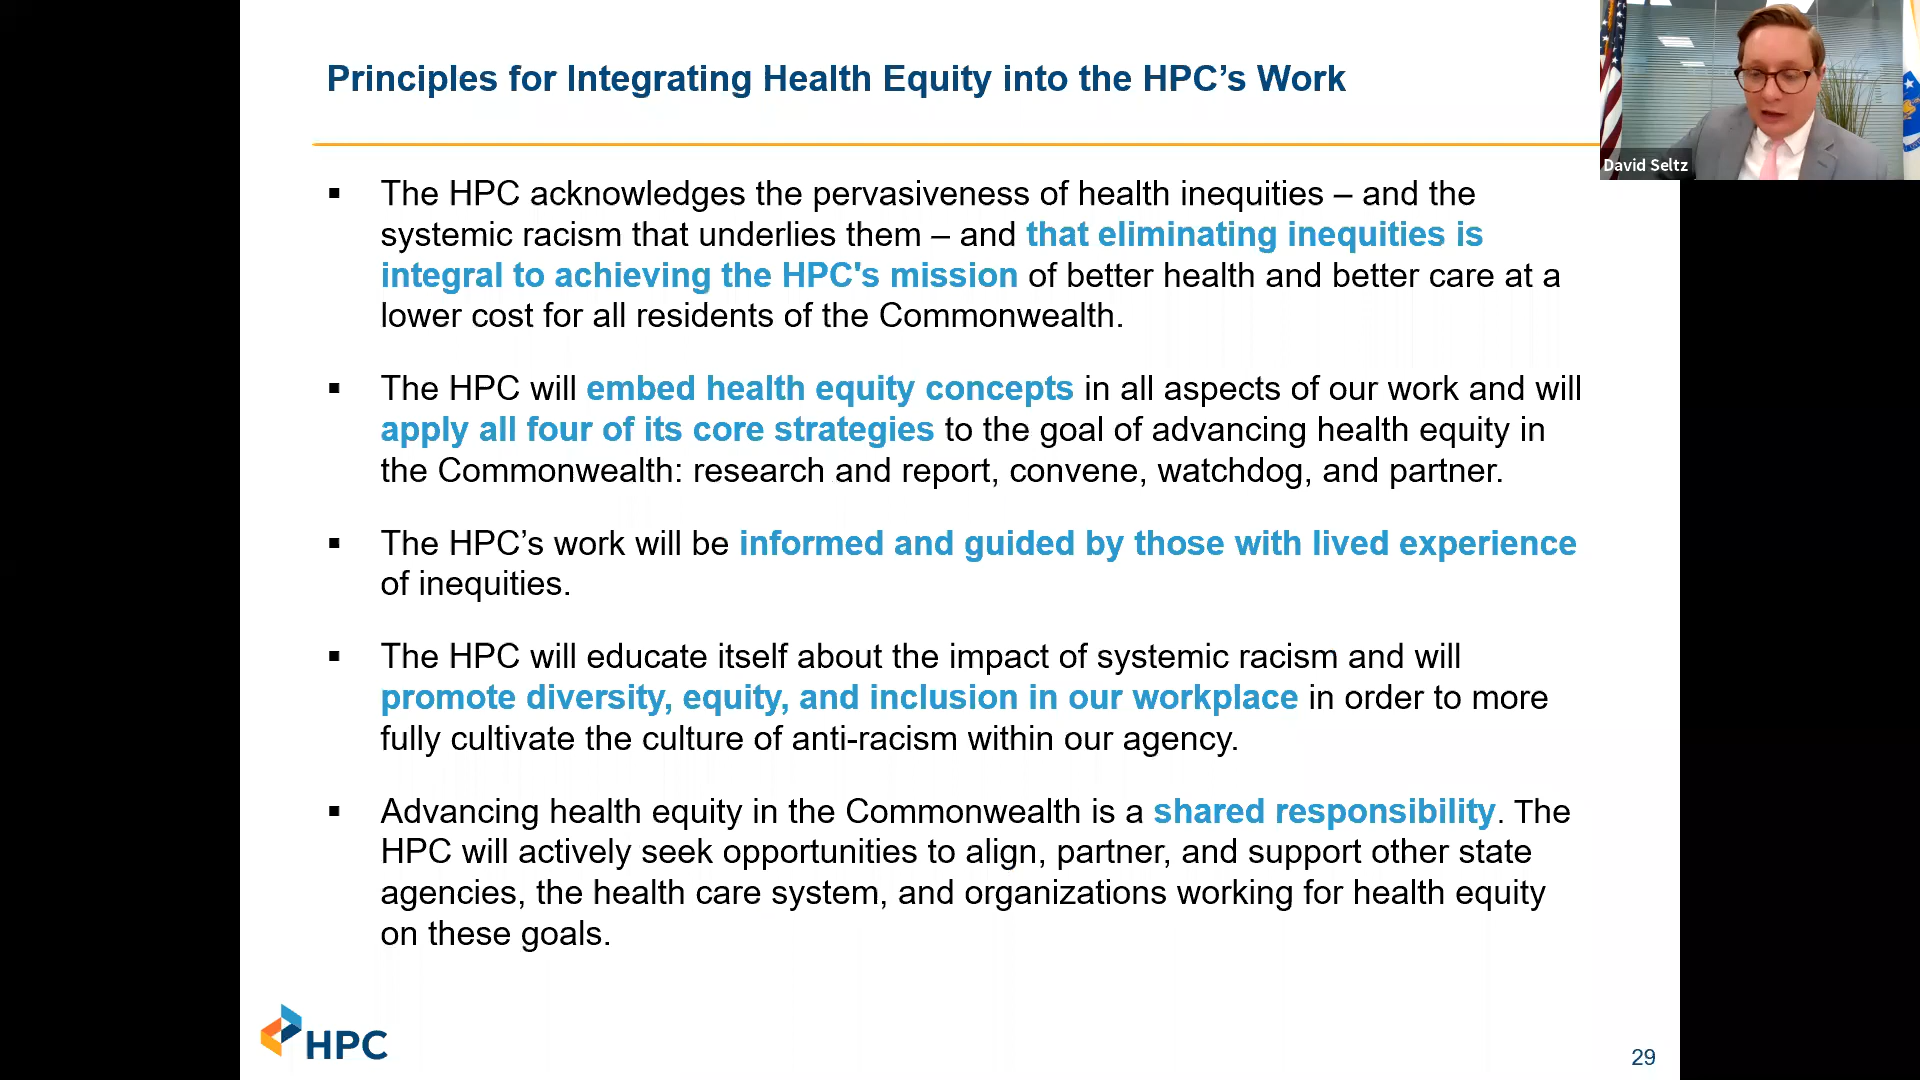 Principles for Integrating Health Equity into the HPC’s Work
David Seltz
▪ The HPC acknowledges the pervasiveness of health inequities – and the
systemic racism that underlies them – and that eliminating inequities is
integral to achieving the HPC's mission of better health and better care at a
lower cost for all residents of the Commonwealth.
▪ The HPC will embed health equity concepts in all aspects of our work and will
apply all four of its core strategies to the goal of advancing health equity in
the Commonwealth: research and report, convene, watchdog, and partner.
▪ The HPC’s work will be informed and guided by those with lived experience
of inequities.
▪ The HPC will educate itself about the impact of systemic racism and will
promote diversity, equity, and inclusion in our workplace in order to more
fully cultivate the culture of anti-racism within our agency.
▪ Advancing health equity in the Commonwealth is a shared responsibility. The
HPC will actively seek opportunities to align, partner, and support other state
agencies, the health care system, and organizations working for health equity
on these goals.
HPC
29